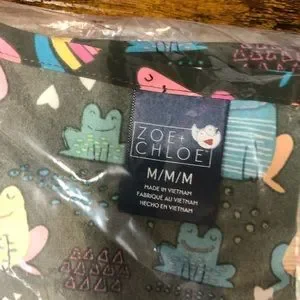 ZOE+
CHLOE
M/M/M
MADE IN VIETNAM
FABRIQUÉ AU VIETNAM
HECHO EN VIETNAM